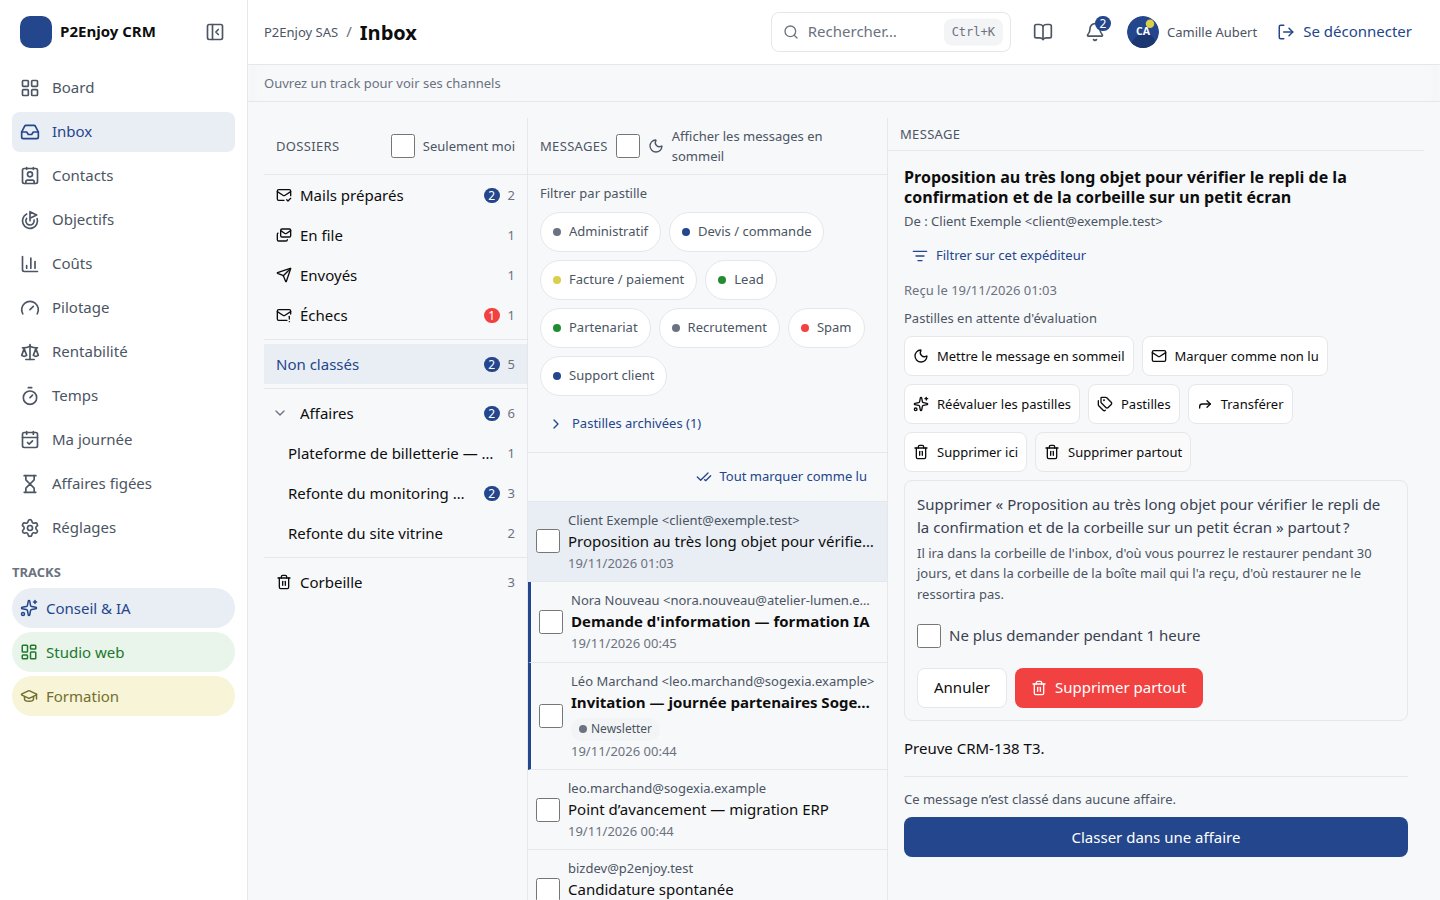 P2Enjoy CRM
Board
Inbox
Contacts
Objectifs
Coûts
Pilotage
Rentabilité
Temps
Ma journée
Affaires figées
Réglages
TRACKS
Conseil & IA
Studio web
Formation
P2Enjoy SAS / Inbox
Rechercher...
Ctrl+K
2
CA
Camille Aubert
Se déconnecter
Ouvrez un track pour voir ses channels
DOSSIERS
Seulement moi
Mails préparés 2 2
En file 1
Envoyés 1
Échecs 1 1
Non classés 2 5
Affaires 2 6
Plateforme de billetterie — ... 1
Refonte du monitoring ... 2 3
Refonte du site vitrine 2
Corbeille 3
MESSAGES
Afficher les messages en
sommeil
Filtrer par pastille
Administratif
Devis / commande
Facture / paiement
Lead
Partenariat
Recrutement
Spam
Support client
Pastilles archivées (1)
Tout marquer comme lu
Client Exemple <client@exemple.test>
Proposition au très long objet pour vérifie...
19/11/2026 01:03
Nora Nouveau <nora.nouveau@atelier-lumen.e...
Demande d'information — formation IA
19/11/2026 00:45
Léo Marchand <leo.marchand@sogexia.example>
Invitation — journée partenaires Soge...
Newsletter
19/11/2026 00:44
leo.marchand@sogexia.example
Point d’avancement — migration ERP
19/11/2026 00:44
bizdev@p2enjoy.test
Candidature spontanée
MESSAGE
Proposition au très long objet pour vérifier le repli de la
confirmation et de la corbeille sur un petit écran
De : Client Exemple <client@exemple.test>
Filtrer sur cet expéditeur
Reçu le 19/11/2026 01:03
Pastilles en attente d'évaluation
Mettre le message en sommeil
Marquer comme non lu
Réévaluer les pastilles
Pastilles
Transférer
Supprimer ici
Supprimer partout
Supprimer « Proposition au très long objet pour vérifier le repli de
la confirmation et de la corbeille sur un petit écran » partout ?
Il ira dans la corbeille de l'inbox, d'où vous pourrez le restaurer pendant 30
jours, et dans la corbeille de la boîte mail qui l'a reçu, d'où restaurer ne le
ressortira pas.
Ne plus demander pendant 1 heure
Annuler
Supprimer partout
Preuve CRM-138 T3.
Ce message n’est classé dans aucune affaire.
Classer dans une affaire